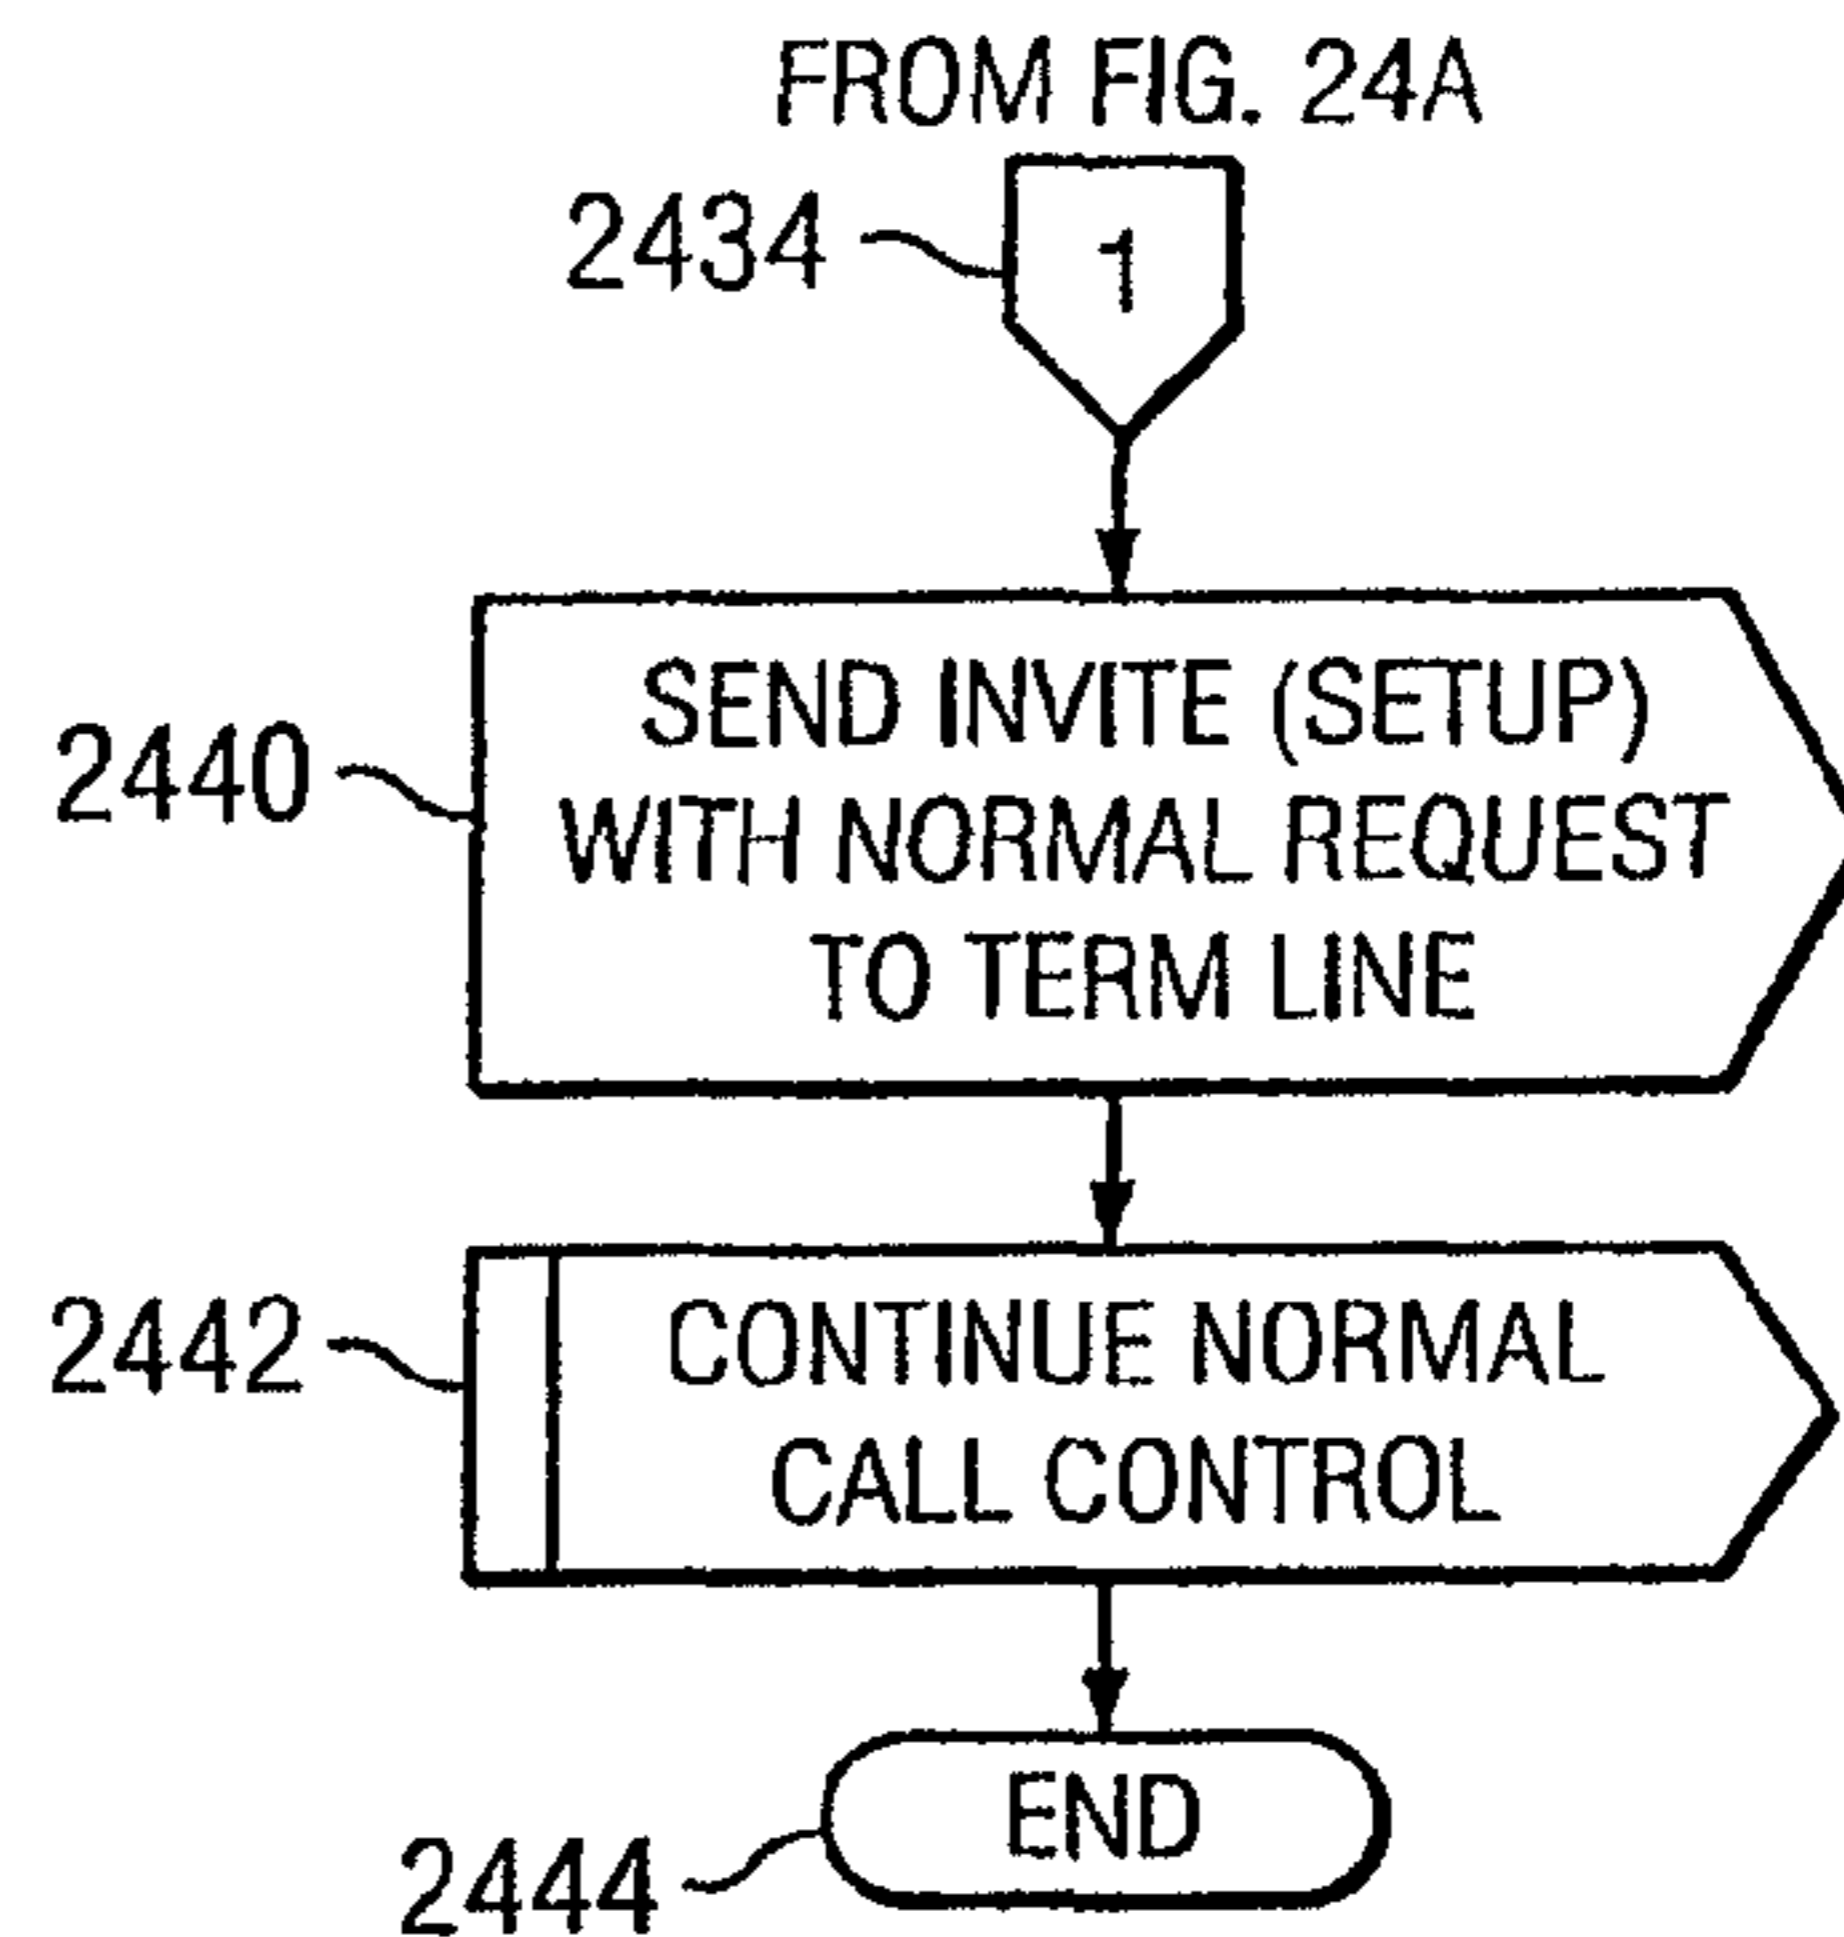 FROM FIG. 24A
2434
1
2440
SEND INVITE (SETUP)
WITH NORMAL REQUEST
TO TERM LINE
2442
CONTINUE NORMAL
CALL CONTROL
END
2444